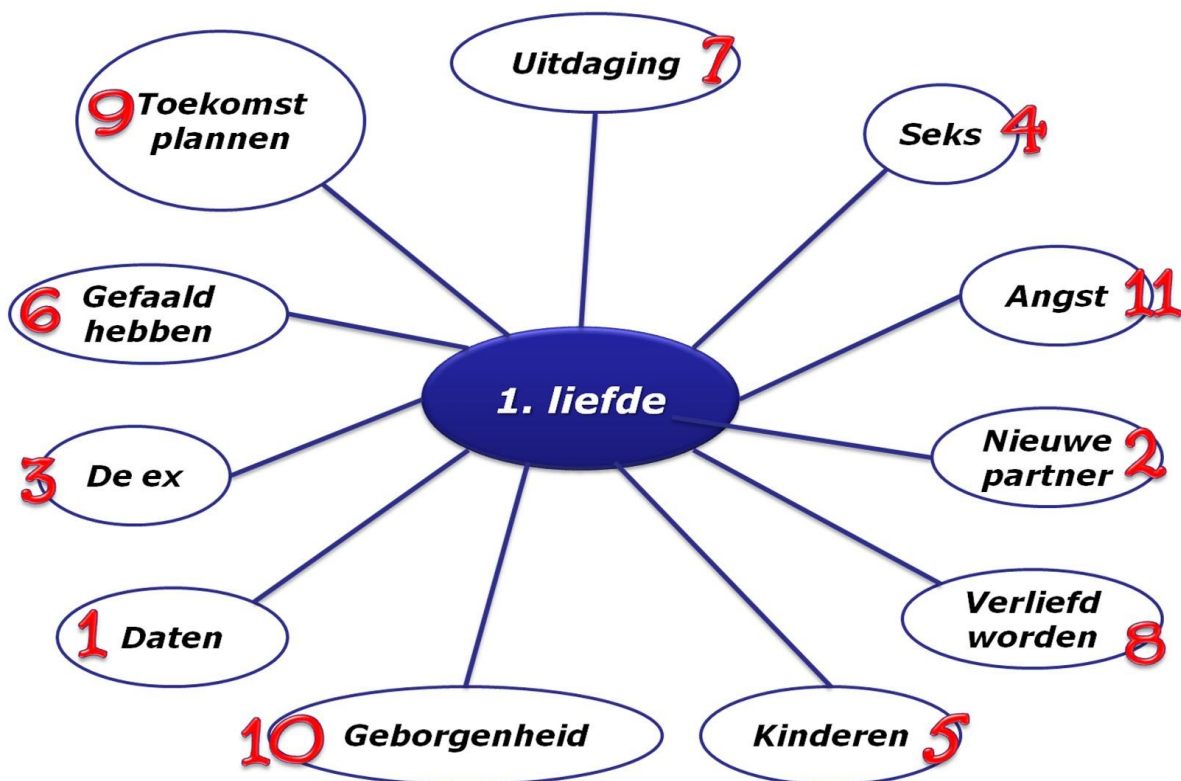 Uitdaging 7
9 Toekomst
plannen
Seks 4
6 Gefaald
hebben
Angst 11
1. liefde
3 De ex
Nieuwe
partner 2
1 Daten
Verliefd
worden 8
10 Geborgenheid
Kinderen 5